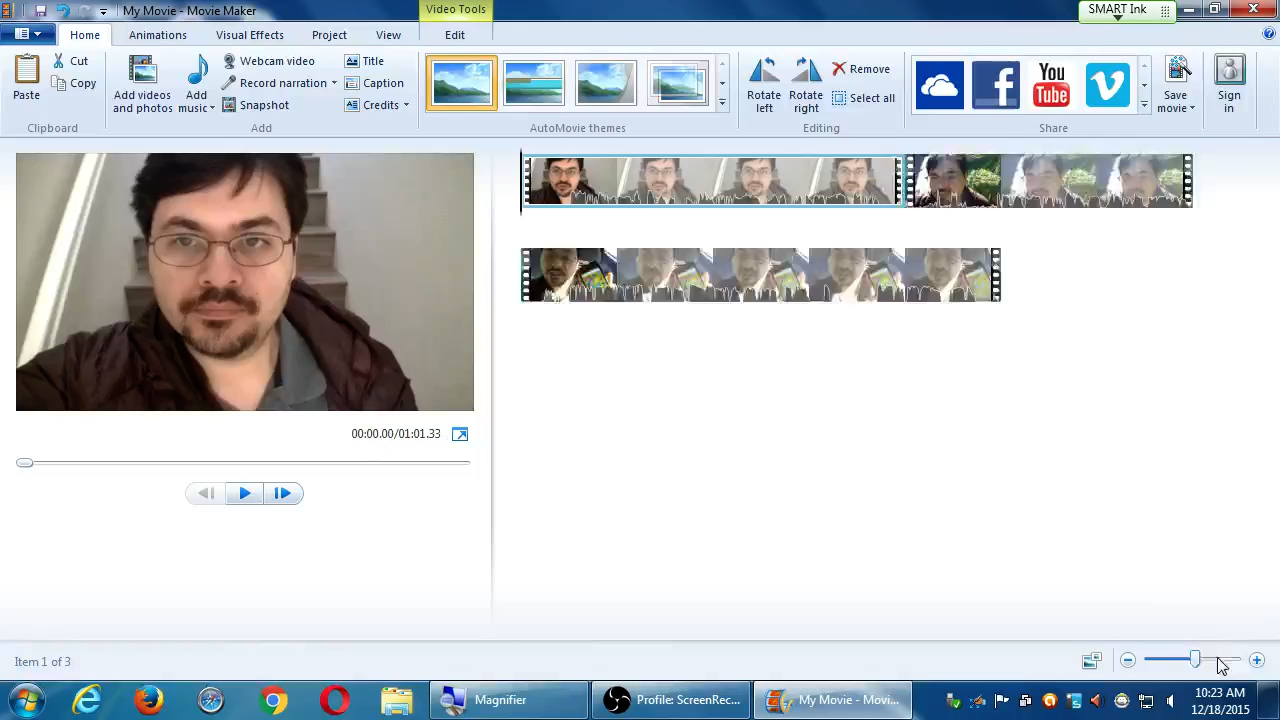 My Movie - Movie Maker
Video Tools
SMART Ink
Home
Animations
Visual Effects
Project
View
Edit
Paste
Cut
Copy
Clipboard
Add videos
and photos
Add
music
Webcam video
Record narration
Snapshot
Title
Caption
Credits
Add
AutoMovie themes
Rotate
left
Rotate
right
Remove
Select all
Editing
You
Tube
Share
Save
movie
Sign
in
00:00.00/01:01.33
Item 1 of 3
Magnifier
Profile: ScreenRec...
My Movie - Movi...
10:23 AM
12/18/2015